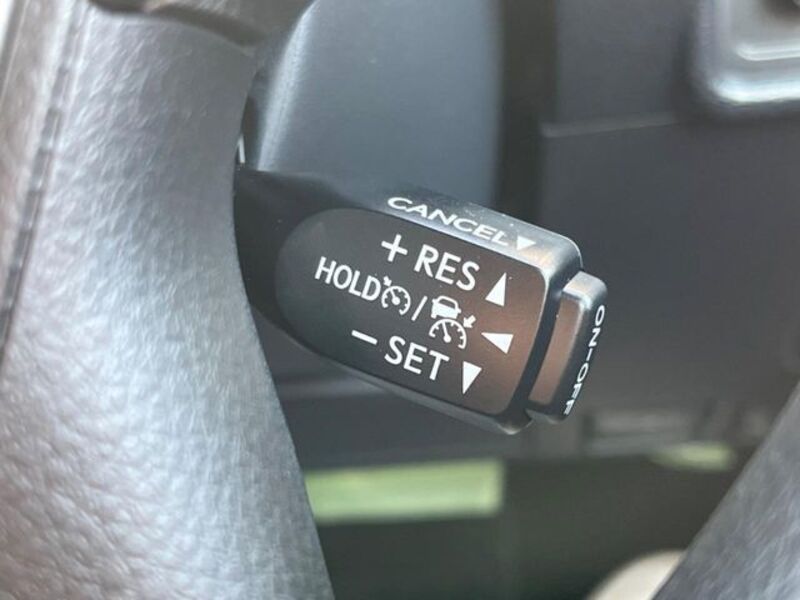 CANCEL▼
+ RES ▲
HOLD / ◀
− SET ▼
ON-OFF